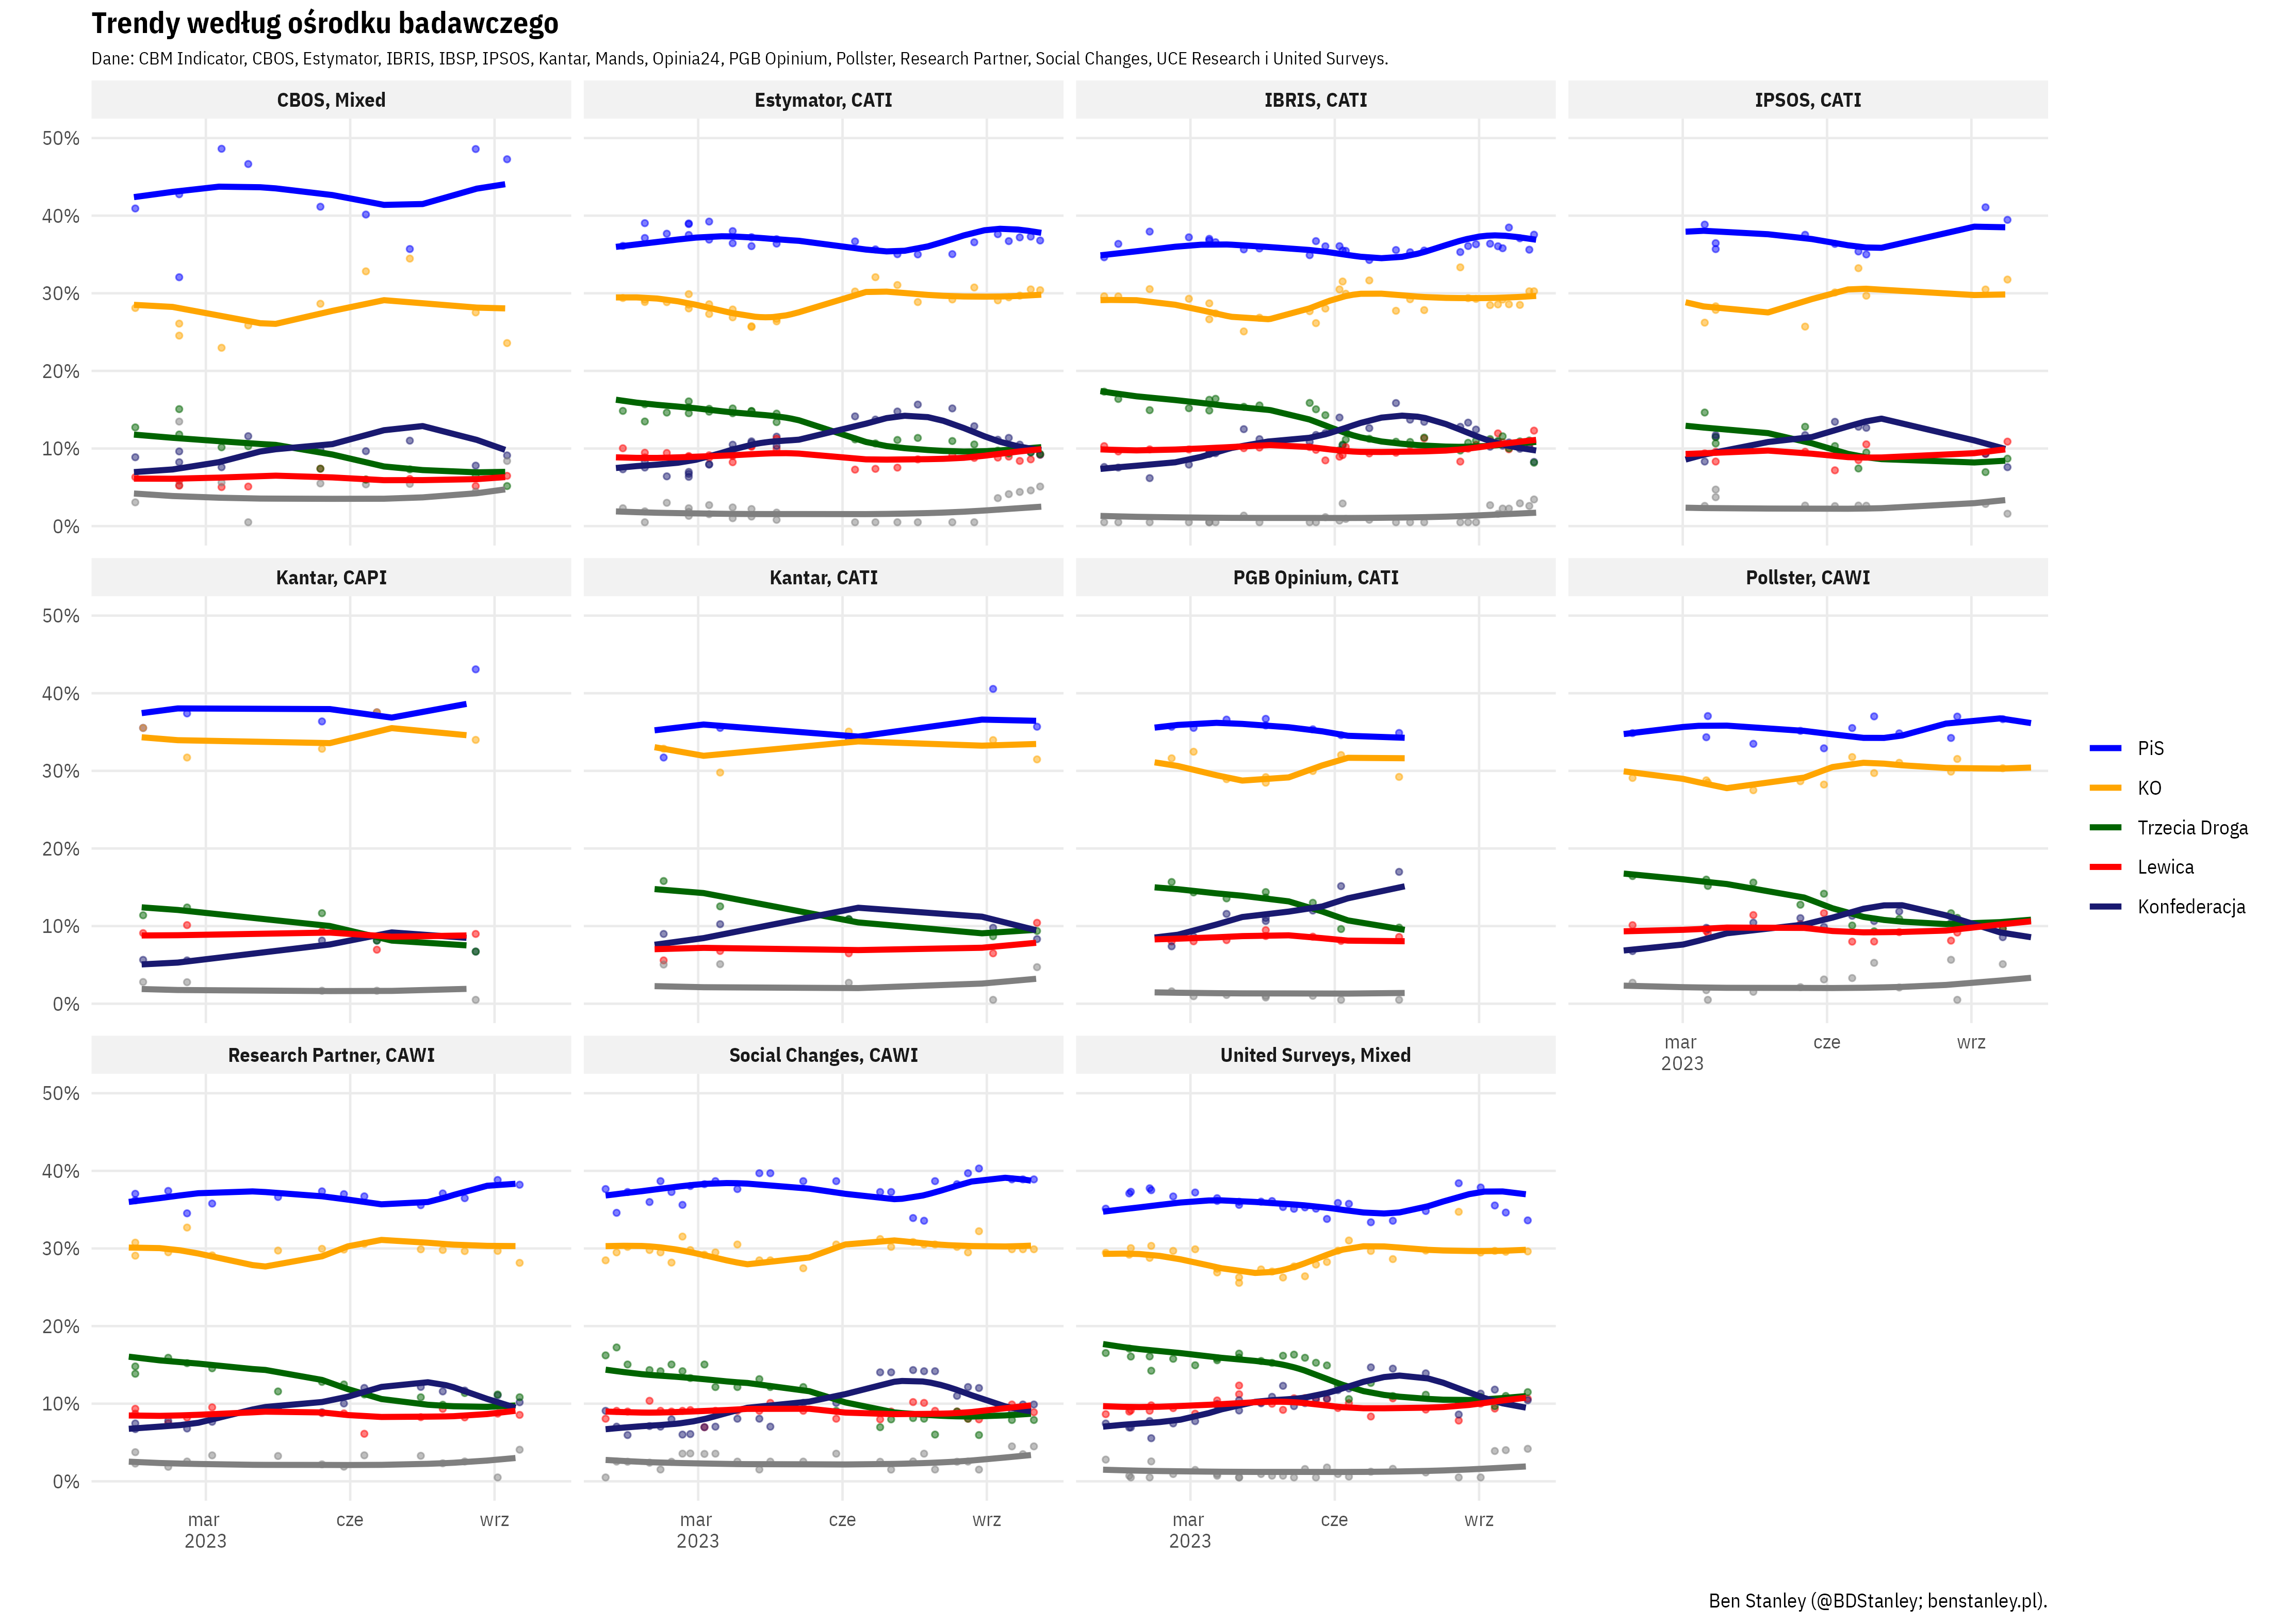 Trendy według ośrodku badawczego
Dane: CBM Indicator, CBOS, Estymator, IBRIS, IBSP, IPSOS, Kantar, Mands, Opinia24, PGB Opinium, Pollster, Research Partner, Social Changes, UCE Research i United Surveys.
CBOS, Mixed
Estymator, CATI
IBRIS, CATI
IPSOS, CATI
50%
40%
30%
20%
10%
0%
Kantar, CAPI
Kantar, CATI
PGB Opinium, CATI
Pollster, CAWI
50%
40%
30%
20%
10%
0%
mar
2023
cze
wrz
PiS
KO
Trzecia Droga
Lewica
Konfederacja
Research Partner, CAWI
Social Changes, CAWI
United Surveys, Mixed
50%
40%
30%
20%
10%
0%
mar
2023
cze
wrz
mar
2023
cze
wrz
mar
2023
cze
wrz
Ben Stanley (@BDStanley; benstanley.pl).